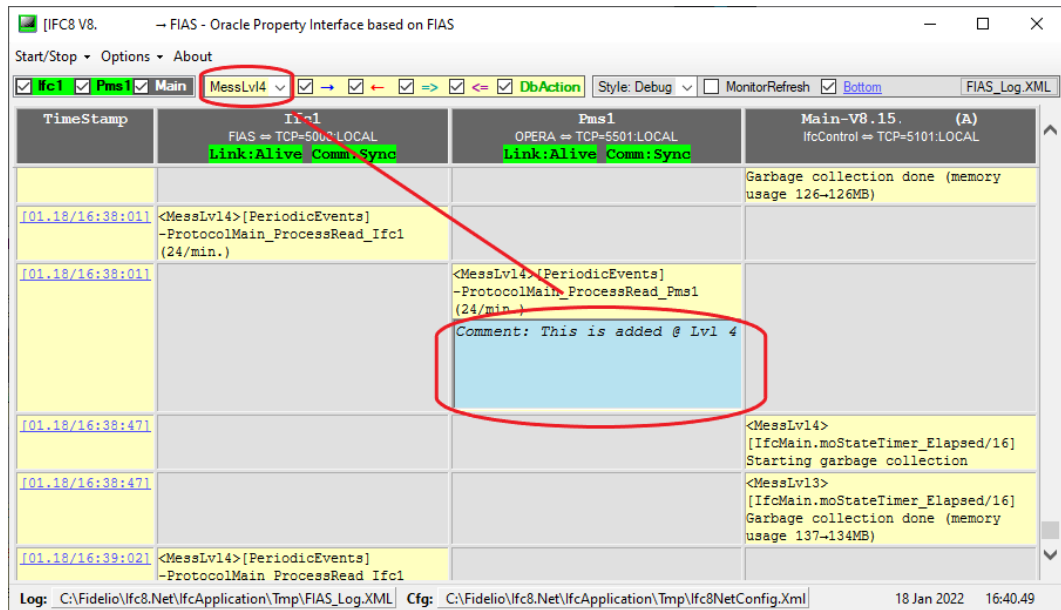 [IFC8 V8. → FIAS - Oracle Property Interface based on FIAS
Start/Stop Options About
Ifc1 Pms1 Main MessLvl4 → ← => <= DbAction Style: Debug MonitorRefresh Bottom FIAS_Log.XML
TimeStamp Ifc1 Pms1 Main-V8.15. (A)
FIAS ⇔ TCP=5003:LOCAL OPERA ⇔ TCP=5501:LOCAL IfcControl ⇔ TCP=5101:LOCAL
Link:Alive Comm:Sync Link:Alive Comm:Sync
Garbage collection done (memory
usage 126→126MB)
[01.18/16:38:01] <MessLvl4>[PeriodicEvents]
-ProtocolMain_ProcessRead_Ifc1
(24/min.)
[01.18/16:38:01] <MessLvl4>[PeriodicEvents]
-ProtocolMain_ProcessRead_Pms1
(24/min.)
Comment: This is added @ Lvl 4
[01.18/16:38:47] <MessLvl4>
[IfcMain.moStateTimer_Elapsed/16]
Starting garbage collection
[01.18/16:38:47] <MessLvl3>
[IfcMain.moStateTimer_Elapsed/16]
Garbage collection done (memory
usage 137→134MB)
[01.18/16:39:02] <MessLvl4>[PeriodicEvents]
-ProtocolMain_ProcessRead_Ifc1
Log: C:\Fidelio\Ifc8.Net\IfcApplication\Tmp\FIAS_Log.XML Cfg: C:\Fidelio\Ifc8.Net\IfcApplication\Tmp\Ifc8NetConfig.Xml 18 Jan 2022 16:40.49